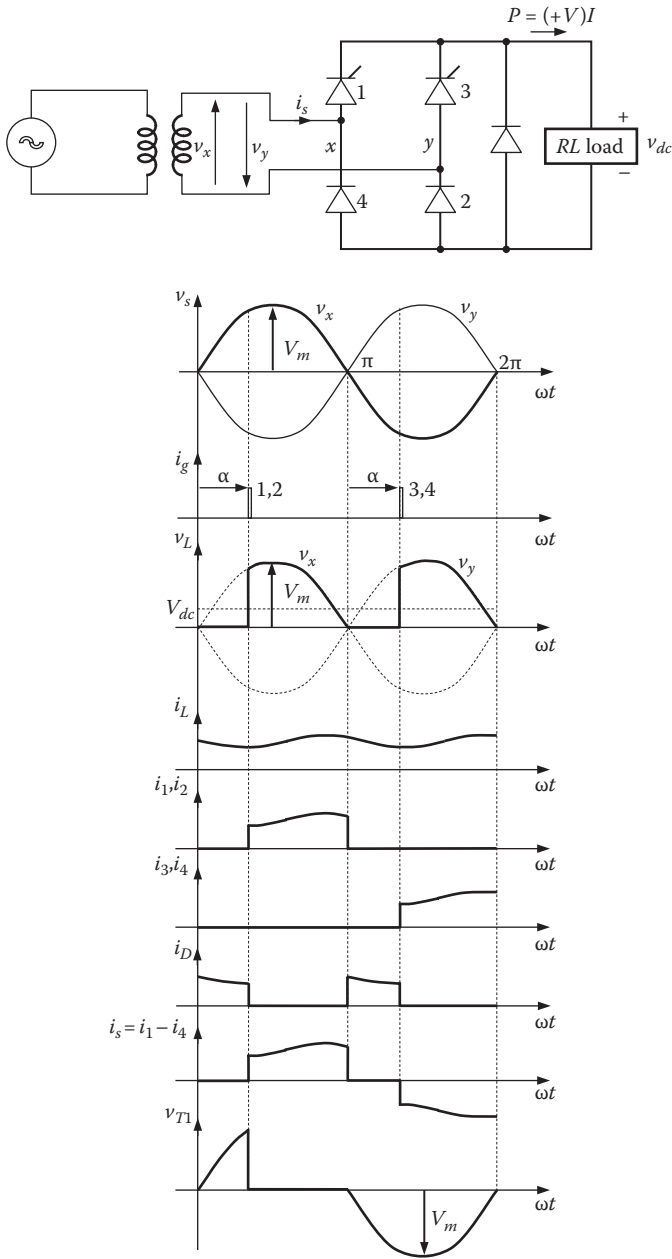 P = (+V)I
1
3
i_s
v_x
v_y
x
y
+
RL load
v_dc
–
4
2
v_s
v_x
v_y
V_m
π
2π
ωt
i_g
α
1,2
α
3,4
ωt
v_L
v_x
v_y
V_m
V_dc
ωt
i_L
ωt
i_1,i_2
ωt
i_3,i_4
ωt
i_D
ωt
i_s = i_1 – i_4
ωt
v_T1
ωt
V_m